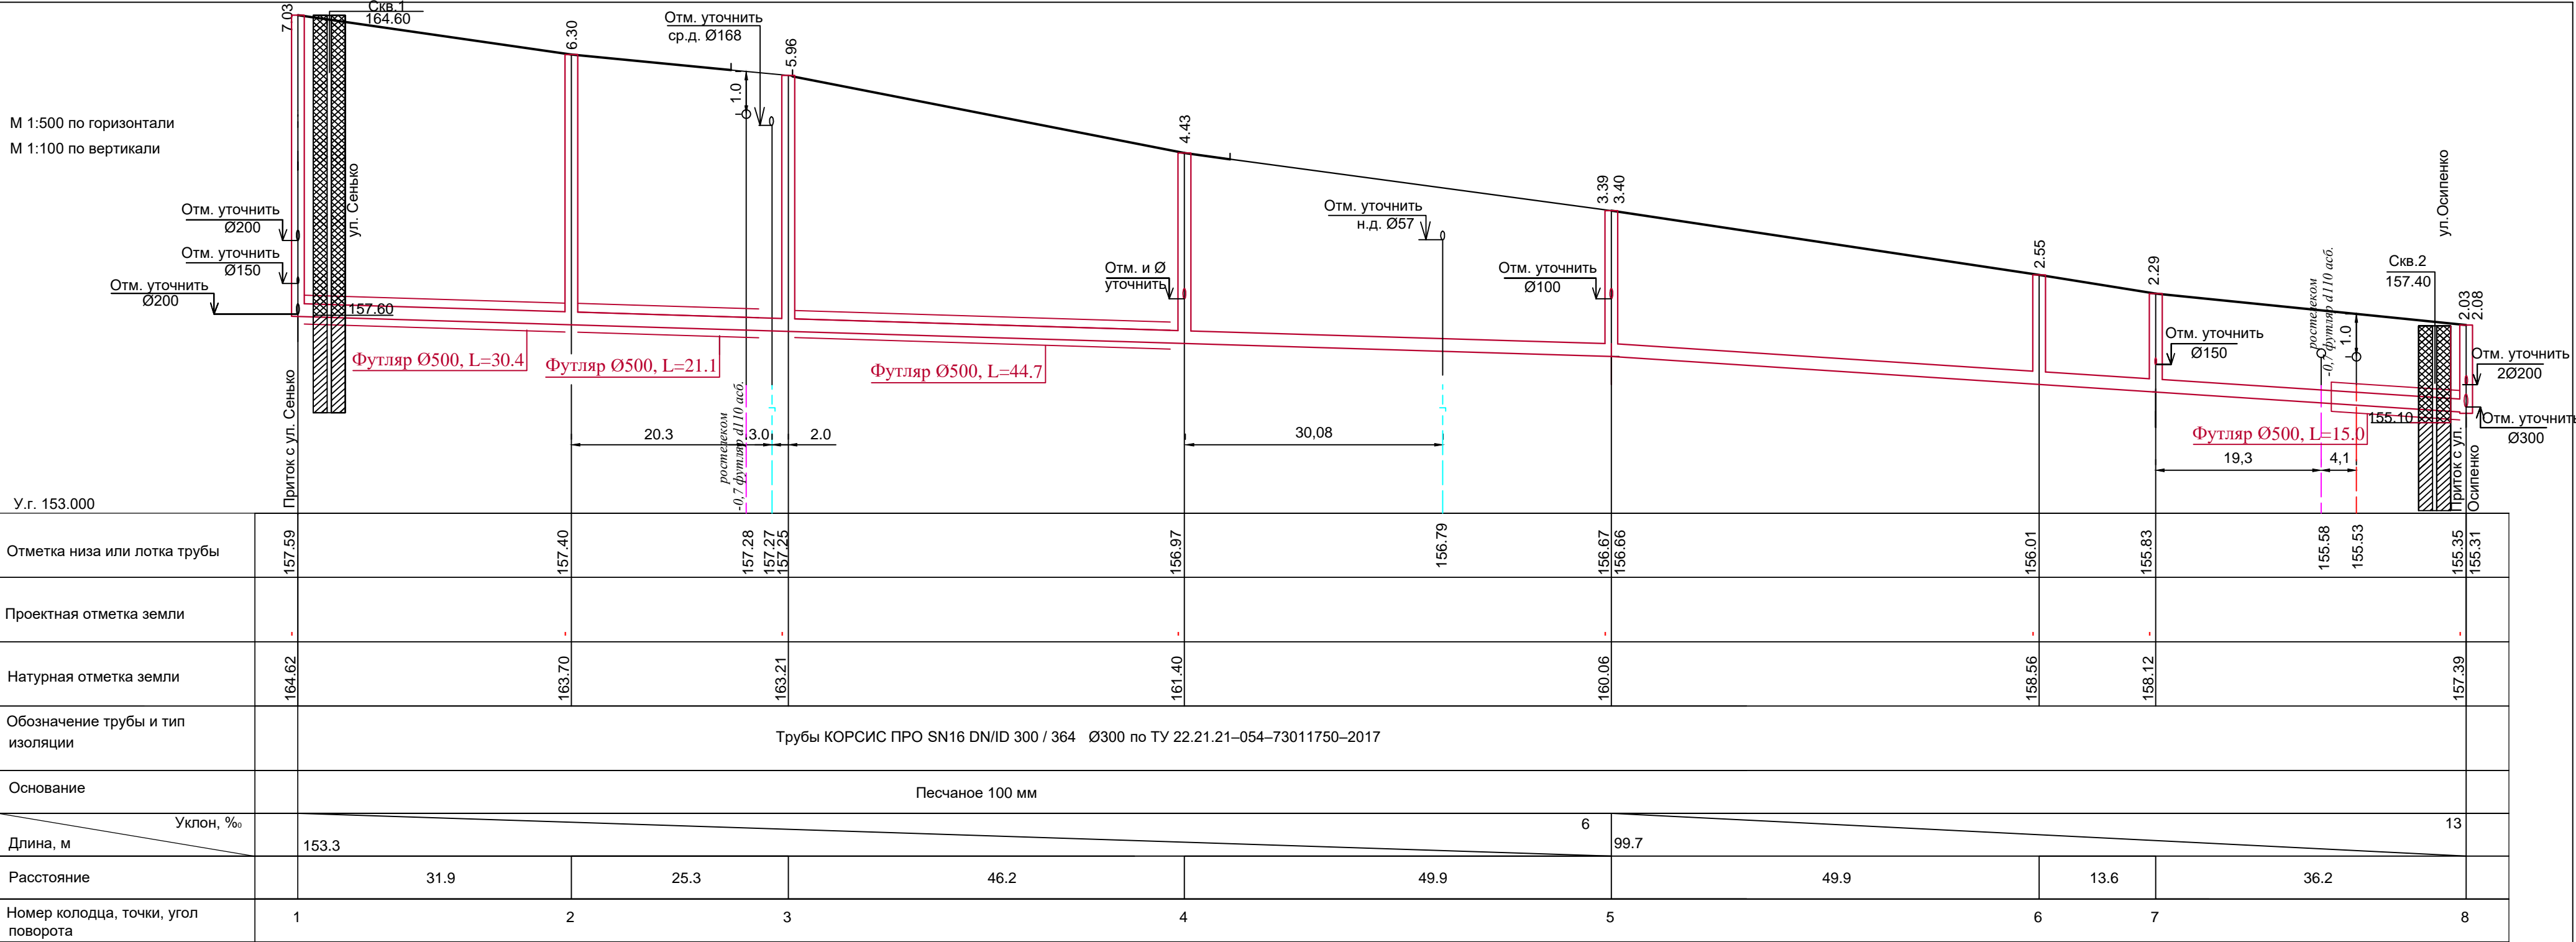 7.03
Скв.1
164.60
6.30
Отм. уточнить
ср.д. Ø168
5.96
1.0
4.43
М 1:500 по горизонтали
М 1:100 по вертикали
ул. Сенько
Отм. уточнить
Ø200
Отм. уточнить
Ø150
Отм. уточнить
Ø200
157.60
Отм. и Ø
уточнить
Отм. уточнить
н.д. Ø57
3.39
3.40
Отм. уточнить
Ø100
2.55
2.29
Отм. уточнить
Ø150
ростелеком
-0,7 футляр d110 асб.
1.0
ул.Осипенко
Скв.2
157.40
2.03
2.08
Отм. уточнить
2Ø200
Отм. уточнить
Ø300
155.10
Футляр Ø500, L=30.4
Футляр Ø500, L=21.1
Футляр Ø500, L=44.7
Футляр Ø500, L=15.0
Приток с ул. Сенько
20.3
3.0
2.0
ростелеком
-0,7 футляр d110 асб.
30,08
19,3
4,1
Приток с ул.
Осипенко
У.г. 153.000
Отметка низа или лотка трубы
157.59
157.40
157.28
157.27
157.25
156.97
156.79
156.67
156.66
156.01
155.83
155.58
155.53
155.35
155.31
Проектная отметка земли
- - - - - - - -
Натурная отметка земли
164.62
163.70
163.21
161.40
160.06
158.56
158.12
157.39
Обозначение трубы и тип
изоляции
Трубы КОРСИС ПРО SN16 DN/ID 300 / 364 Ø300 по ТУ 22.21.21–054–73011750–2017
Основание
Песчаное 100 мм
Уклон, ‰
Длина, м
153.3
6
99.7
13
Расстояние
31.9
25.3
46.2
49.9
49.9
13.6
36.2
Номер колодца, точки, угол
поворота
1
2
3
4
5
6
7
8